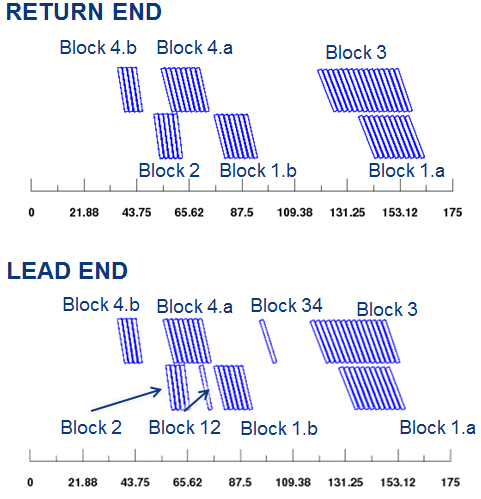 RETURN END
Block 4.b Block 4.a Block 3
Block 2 Block 1.b Block 1.a
0 21.88 43.75 65.62 87.5 109.38 131.25 153.12 175
LEAD END
Block 4.b Block 4.a Block 34 Block 3
Block 2 Block 12 Block 1.b Block 1.a
0 21.88 43.75 65.62 87.5 109.38 131.25 153.12 175